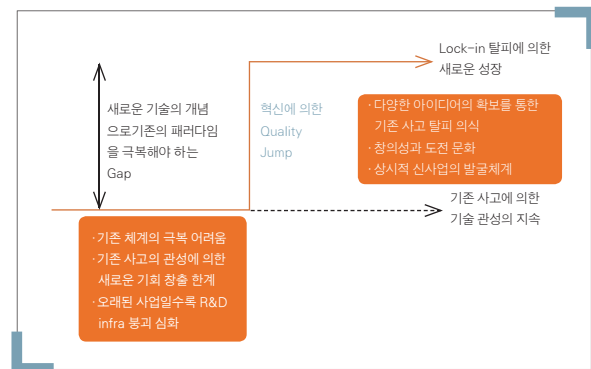 Lock-in 탈피에 의한
새로운 성장
새로운 기술의 개념
으로기존의 패러다임
을 극복해야 하는
Gap
혁신에 의한
Quality
Jump
· 다양한 아이디어의 확보를 통한
기존 사고 탈피 의식
· 창의성과 도전 문화
· 상시적 신사업의 발굴체계
기존 사고에 의한
기술 관성의 지속
· 기존 체계의 극복 어려움
· 기존 사고의 관성에 의한
새로운 기회 창출 한계
· 오래된 사업일수록 R&D
infra 붕괴 심화